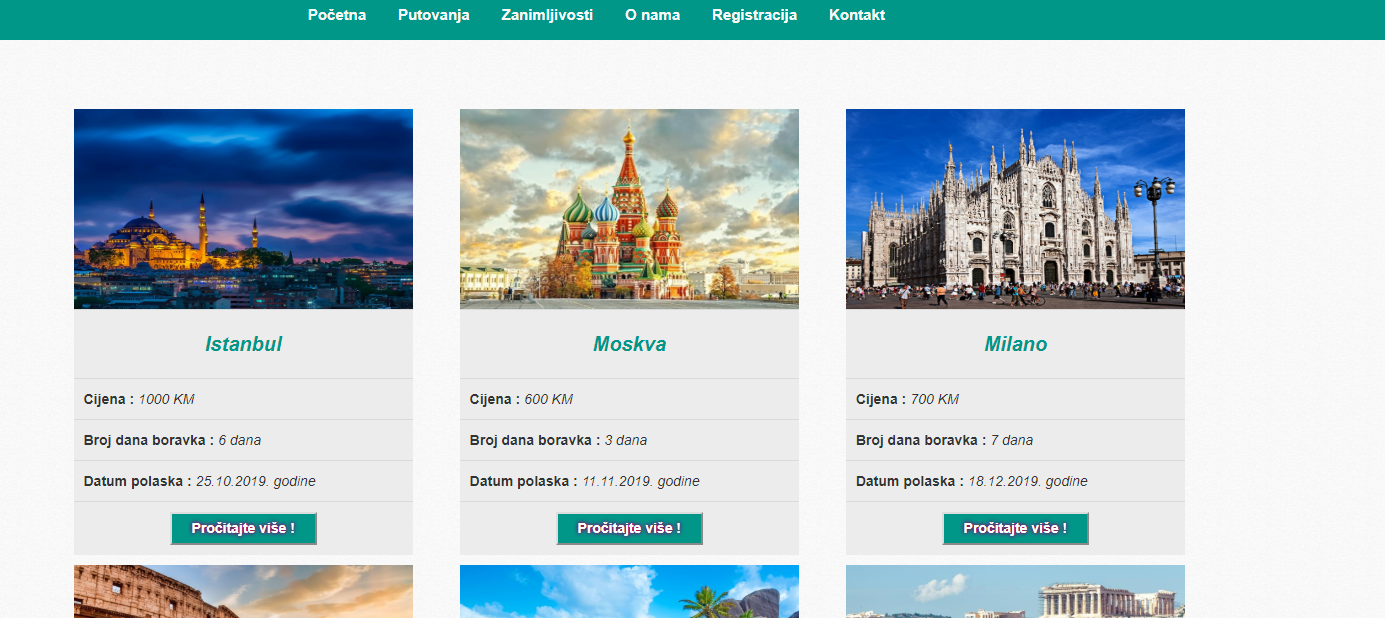 Početna Putovanja Zanimljivosti O nama Registracija Kontakt
Istanbul
Cijena : 1000 KM
Broj dana boravka : 6 dana
Datum polaska : 25.10.2019. godine
Pročitajte više !
Moskva
Cijena : 600 KM
Broj dana boravka : 3 dana
Datum polaska : 11.11.2019. godine
Pročitajte više !
Milano
Cijena : 700 KM
Broj dana boravka : 7 dana
Datum polaska : 18.12.2019. godine
Pročitajte više !